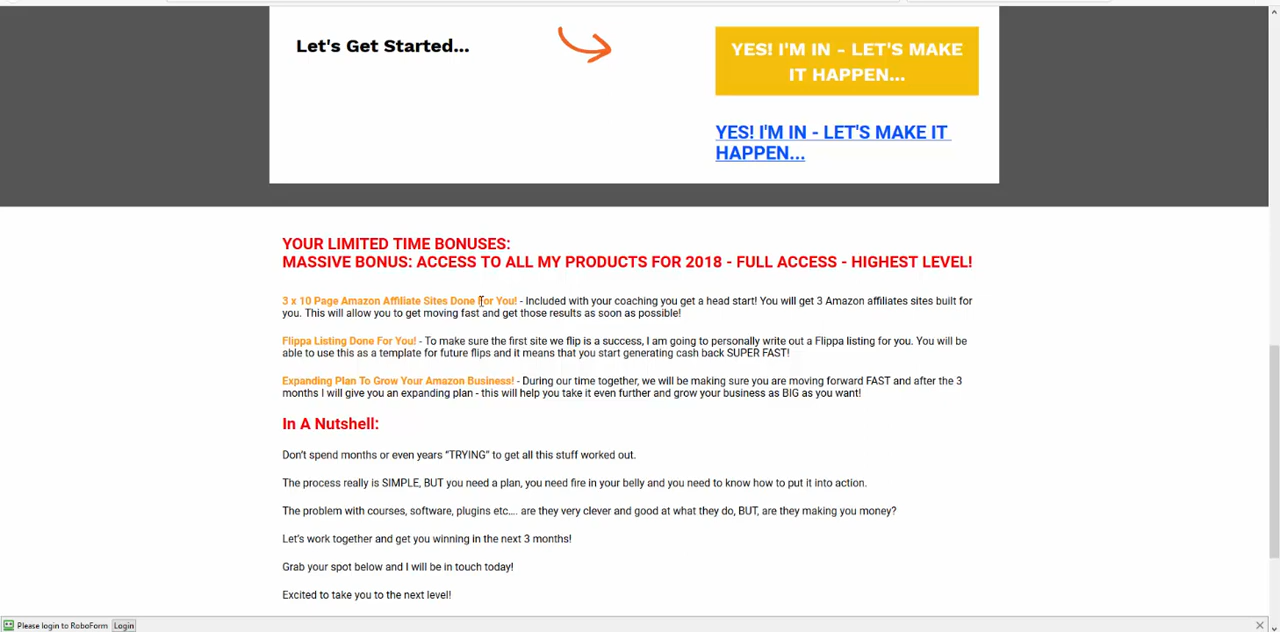 Let's Get Started...
YES! I'M IN - LET'S MAKE
IT HAPPEN...
YES! I'M IN - LET'S MAKE IT
HAPPEN...
YOUR LIMITED TIME BONUSES:
MASSIVE BONUS: ACCESS TO ALL MY PRODUCTS FOR 2018 - FULL ACCESS - HIGHEST LEVEL!
3 x 10 Page Amazon Affiliate Sites Done For You! - Included with your coaching you get a head start! You will get 3 Amazon affiliates sites built for
you. This will allow you to get moving fast and get those results as soon as possible!
Flippa Listing Done For You! - To make sure the first site we flip is a success, I am going to personally write out a Flippa listing for you. You will be
able to use this as a template for future flips and it means that you start generating cash back SUPER FAST!
Expanding Plan To Grow Your Amazon Business! - During our time together, we will be making sure you are moving forward FAST and after the 3
months I will give you an expanding plan - this will help you take it even further and grow your business as BIG as you want!
In A Nutshell:
Don't spend months or even years “TRYING” to get all this stuff worked out.
The process really is SIMPLE, BUT you need a plan, you need fire in your belly and you need to know how to put it into action.
The problem with courses, software, plugins etc.... are they very clever and good at what they do, BUT, are they making you money?
Let's work together and get you winning in the next 3 months!
Grab your spot below and I will be in touch today!
Excited to take you to the next level!
Please login to RoboForm Login